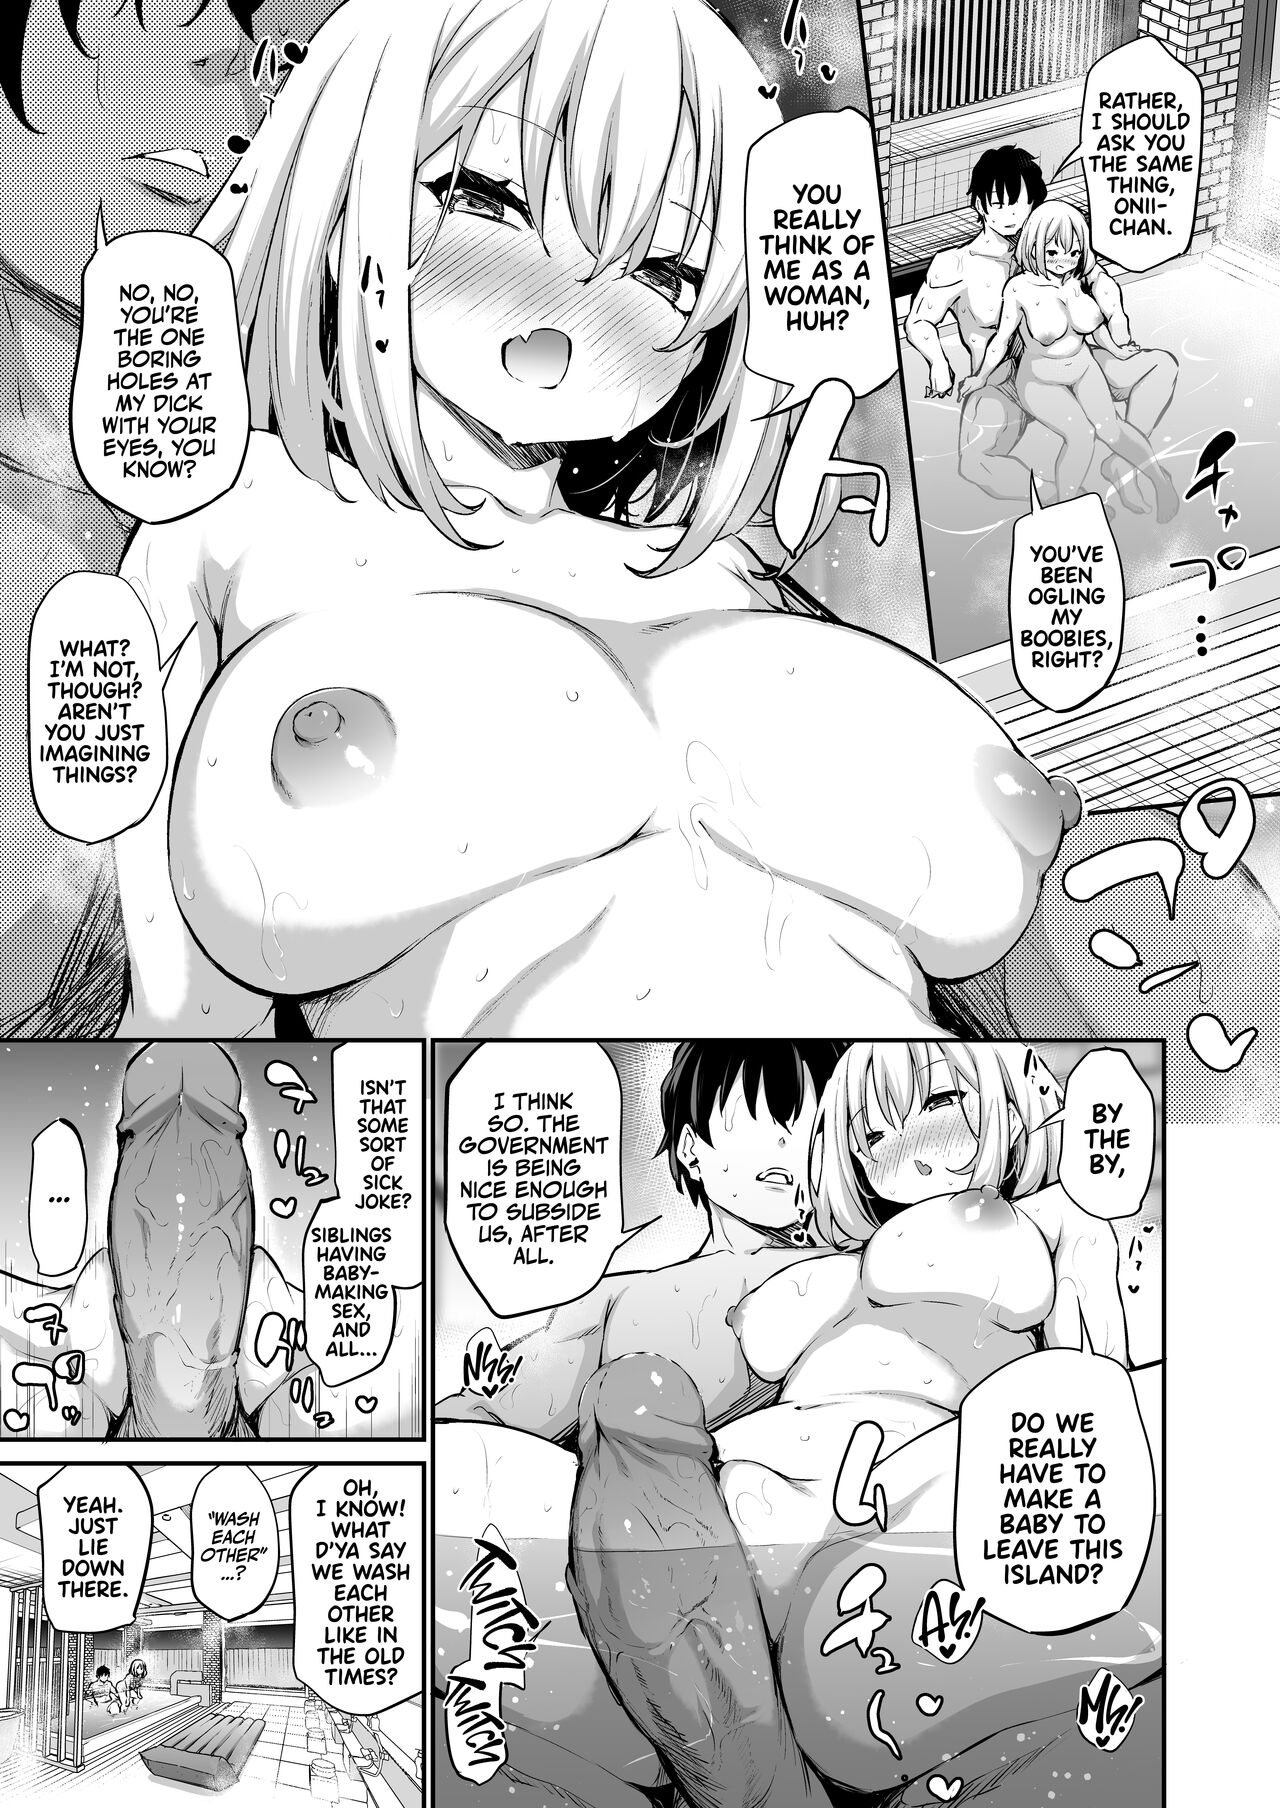 RATHER,
I SHOULD
ASK YOU
THE SAME
THING,
ONII-
CHAN.
YOU'VE
BEEN
OGLING
MY
BOOBIES,
RIGHT?
YOU
REALLY
THINK OF
ME AS A
WOMAN,
HUH?
NO, NO,
YOU'RE
THE ONE
BORING
HOLES AT
MY DICK
WITH YOUR
EYES, YOU
KNOW?
WHAT?
I'M NOT,
THOUGH?
AREN'T
YOU JUST
IMAGINING
THINGS?
BY
THE
BY,
DO WE
REALLY
HAVE TO
MAKE A
BABY TO
LEAVE THIS
ISLAND?
I THINK
SO. THE
GOVERNMENT
IS BEING
NICE ENOUGH
TO SUBSIDE
US, AFTER
ALL.
NSS!
AH!
MS!
TWITCH
TWITCH
ISN'T
THAT
SOME
SORT
OF
SICK
JOKE?
SIBLINGS
HAVING
BABY-
MAKING
SEX,
AND
ALL...
...
OH,
I KNOW!
WHAT
D'YA SAY
WE WASH
EACH
OTHER
LIKE IN
THE OLD
TIMES?
"WASH
EACH
OTHER"
...?
YEAH.
JUST
LIE
DOWN
THERE.